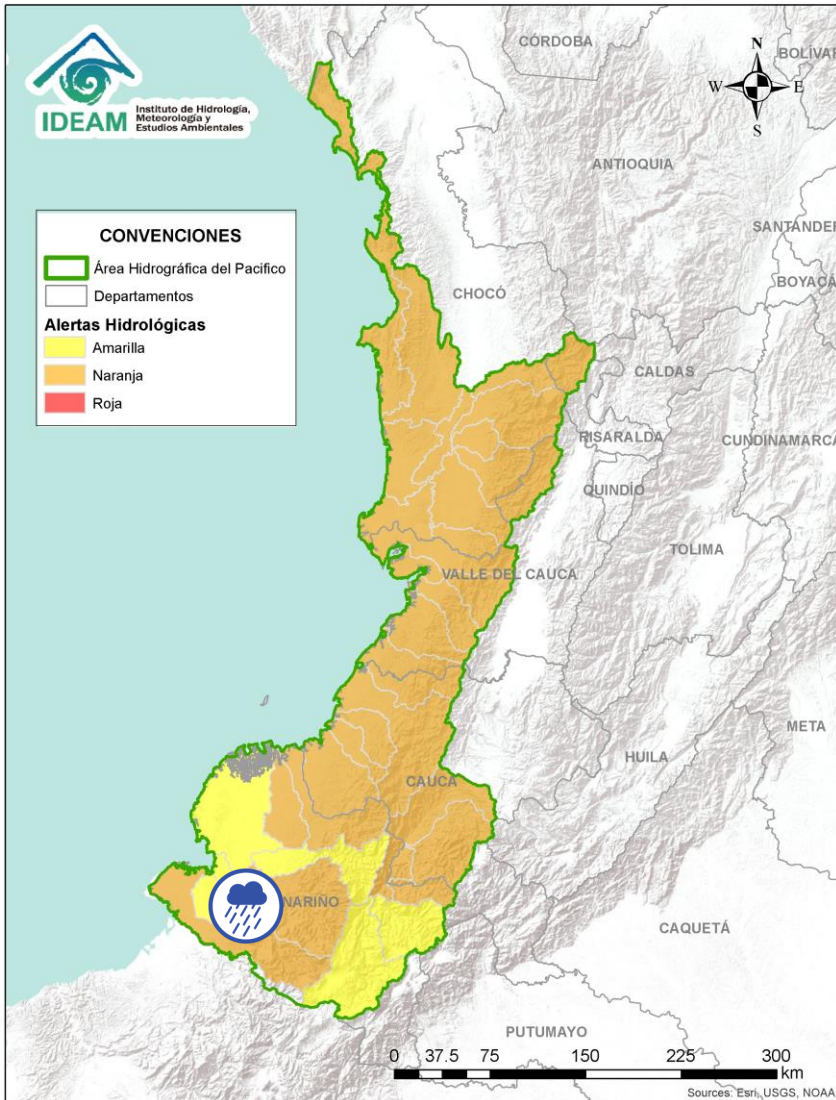 IDEAM
Instituto de Hidrología,
Meteorología y
Estudios Ambientales
N
W
E
S
CÓRDOBA
BOLÍVAR
ANTIOQUIA
SANTANDER
BOYACÁ
CHOCÓ
CALDAS
RISARALDA
CUNDINAMARCA
QUINDÍO
TOLIMA
VALLE DEL CAUCA
META
HUILA
CAUCA
NARIÑO
CAQUETÁ
PUTUMAYO
CONVENCIONES
Área Hidrográfica del Pacifico
Departamentos
Alertas Hidrológicas
Amarilla
Naranja
Roja
0 37.5 75 150 225 300
km
Sources: Esri, USGS, NOAA